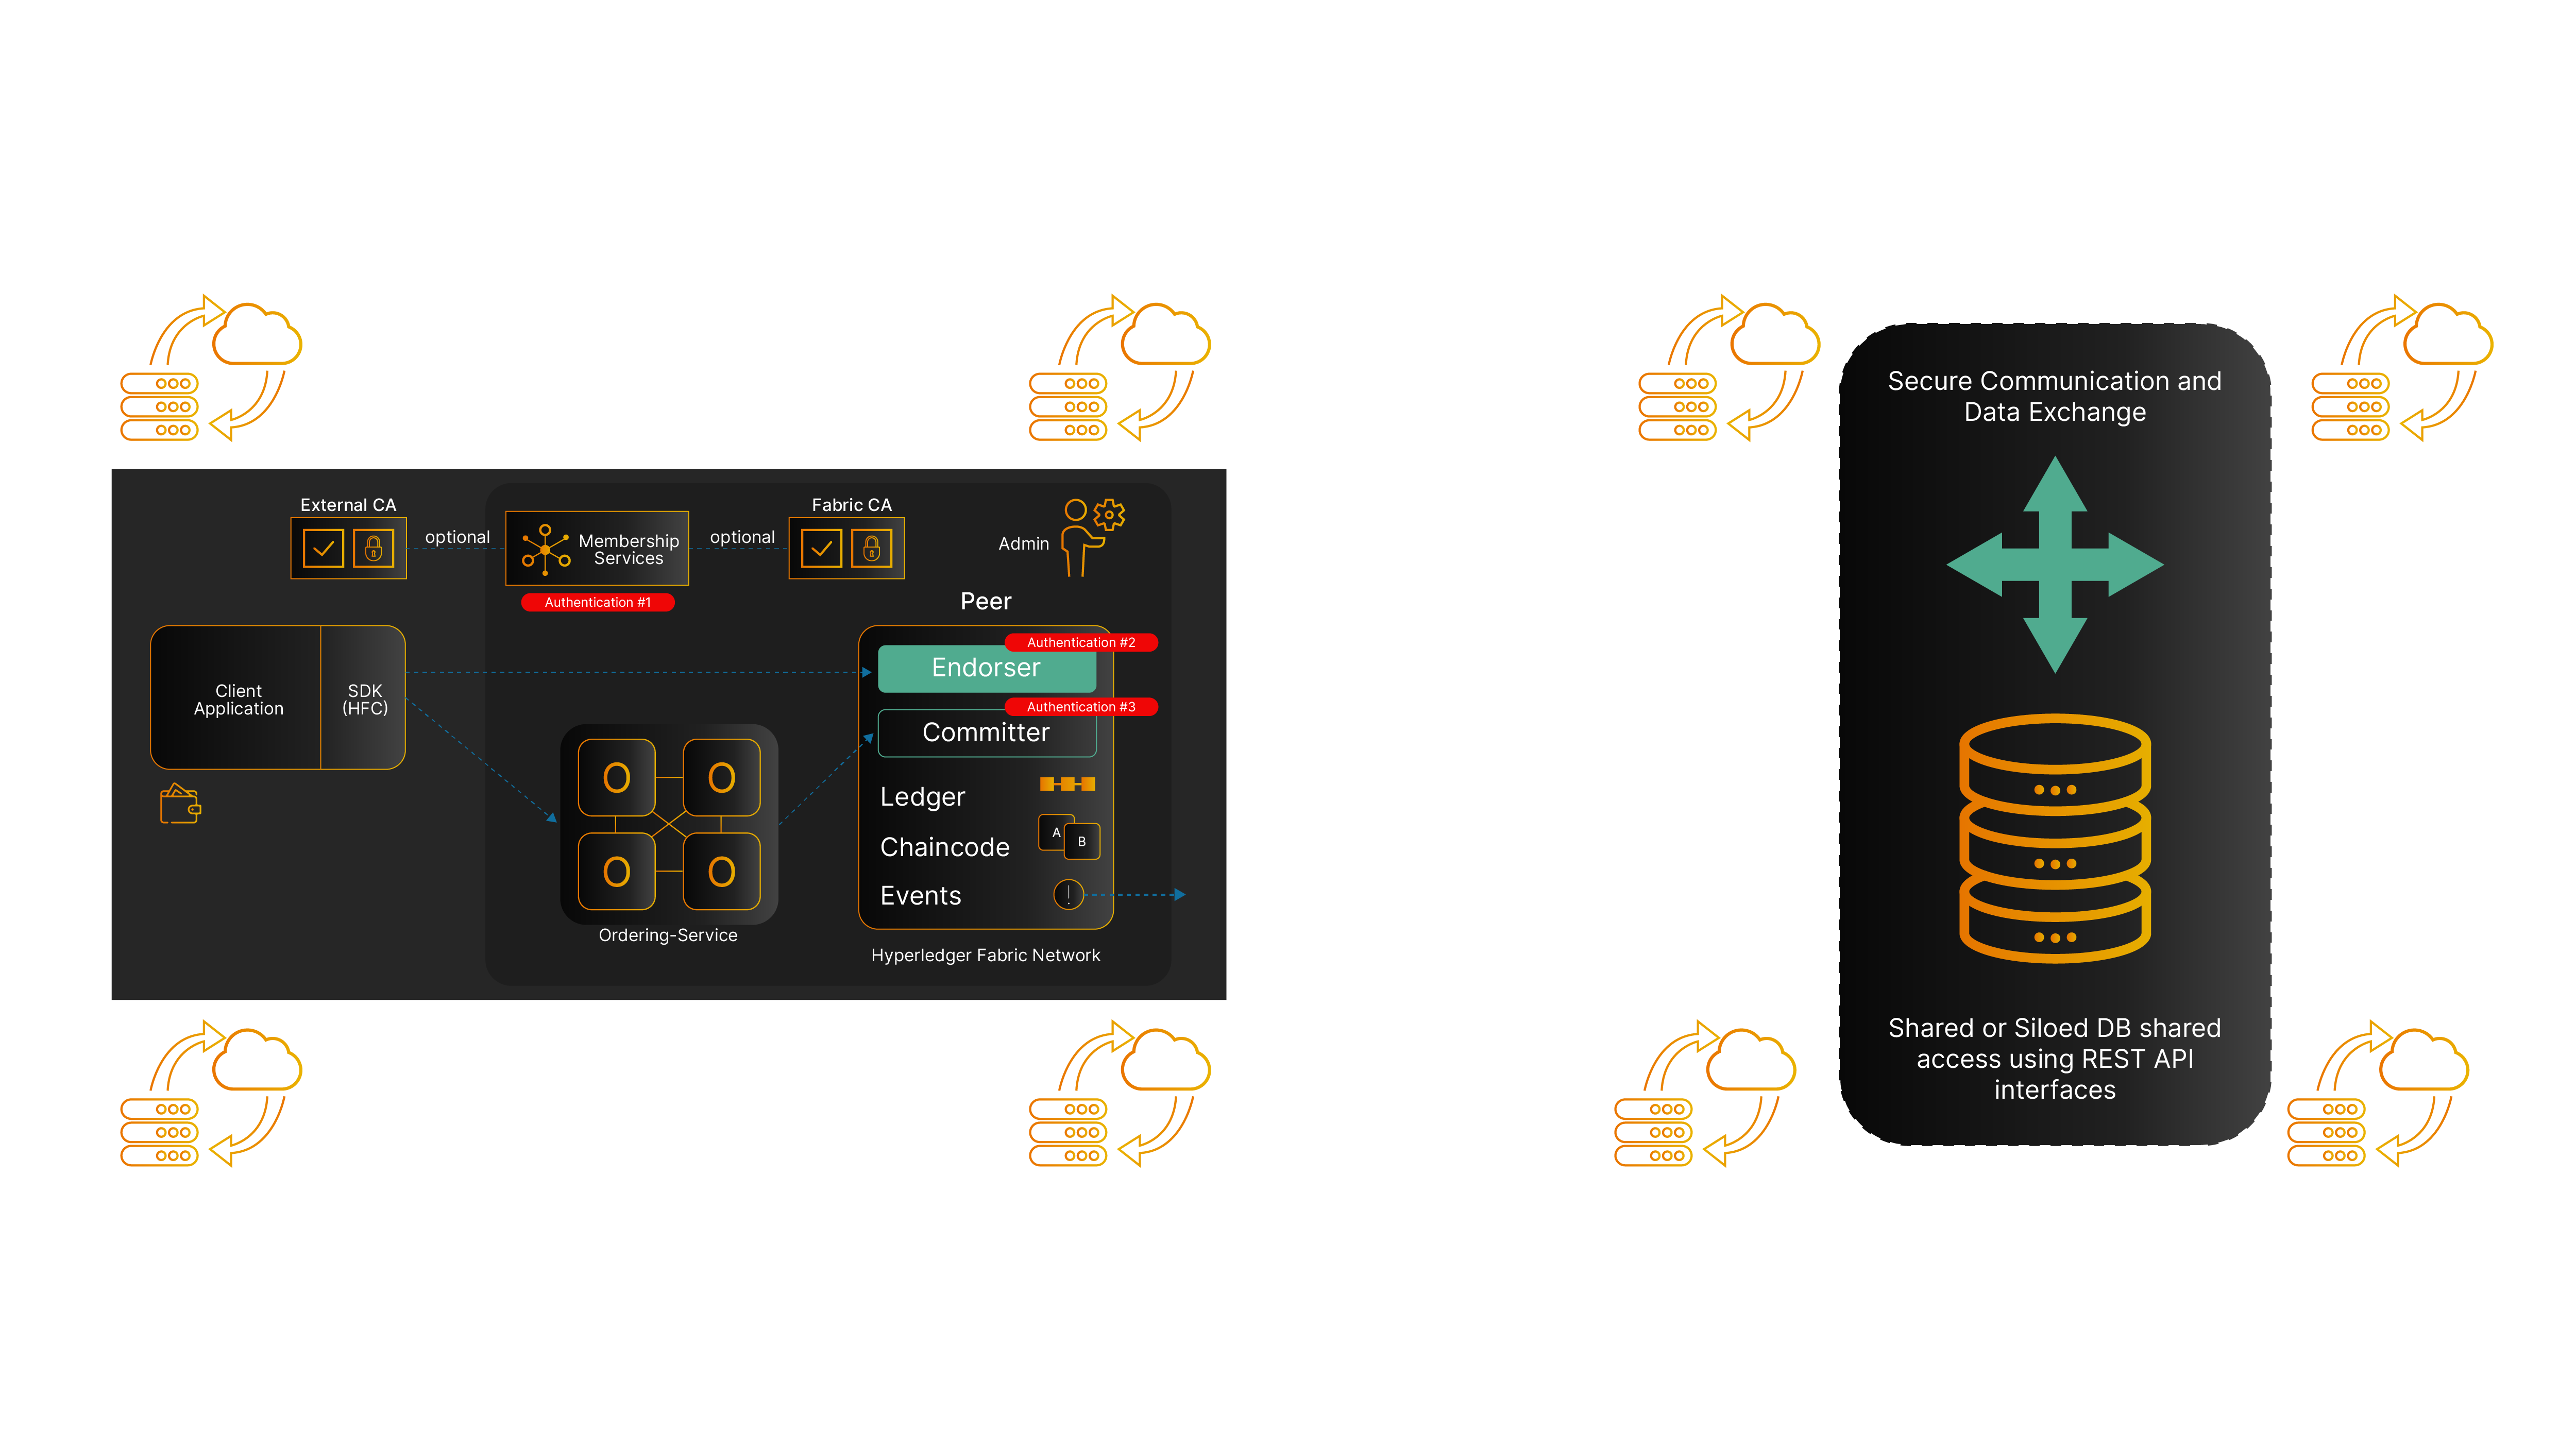 External CA
optional
Membership
Services
optional
Fabric CA
Admin
Authentication #1
Peer
Authentication #2
Endorser
Client
Application
SDK
(HFC)
Authentication #3
Committer
O
O
O
O
Ledger
Chaincode
A
B
Events
!
Ordering-Service
Hyperledger Fabric Network
Secure Communication and
Data Exchange
Shared or Siloed DB shared
access using REST API
interfaces